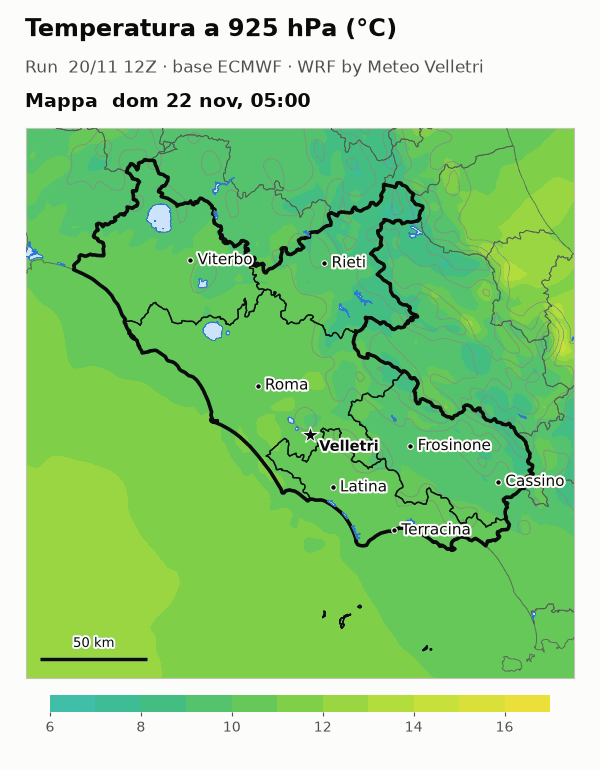 Temperatura a 925 hPa (°C)
Run  20/11 12Z · base ECMWF · WRF by Meteo Velletri
Mappa  dom 22 nov, 05:00
Viterbo
Rieti
Roma
Velletri
Frosinone
Cassino
Latina
Terracina
50 km
6 8 10 12 14 16